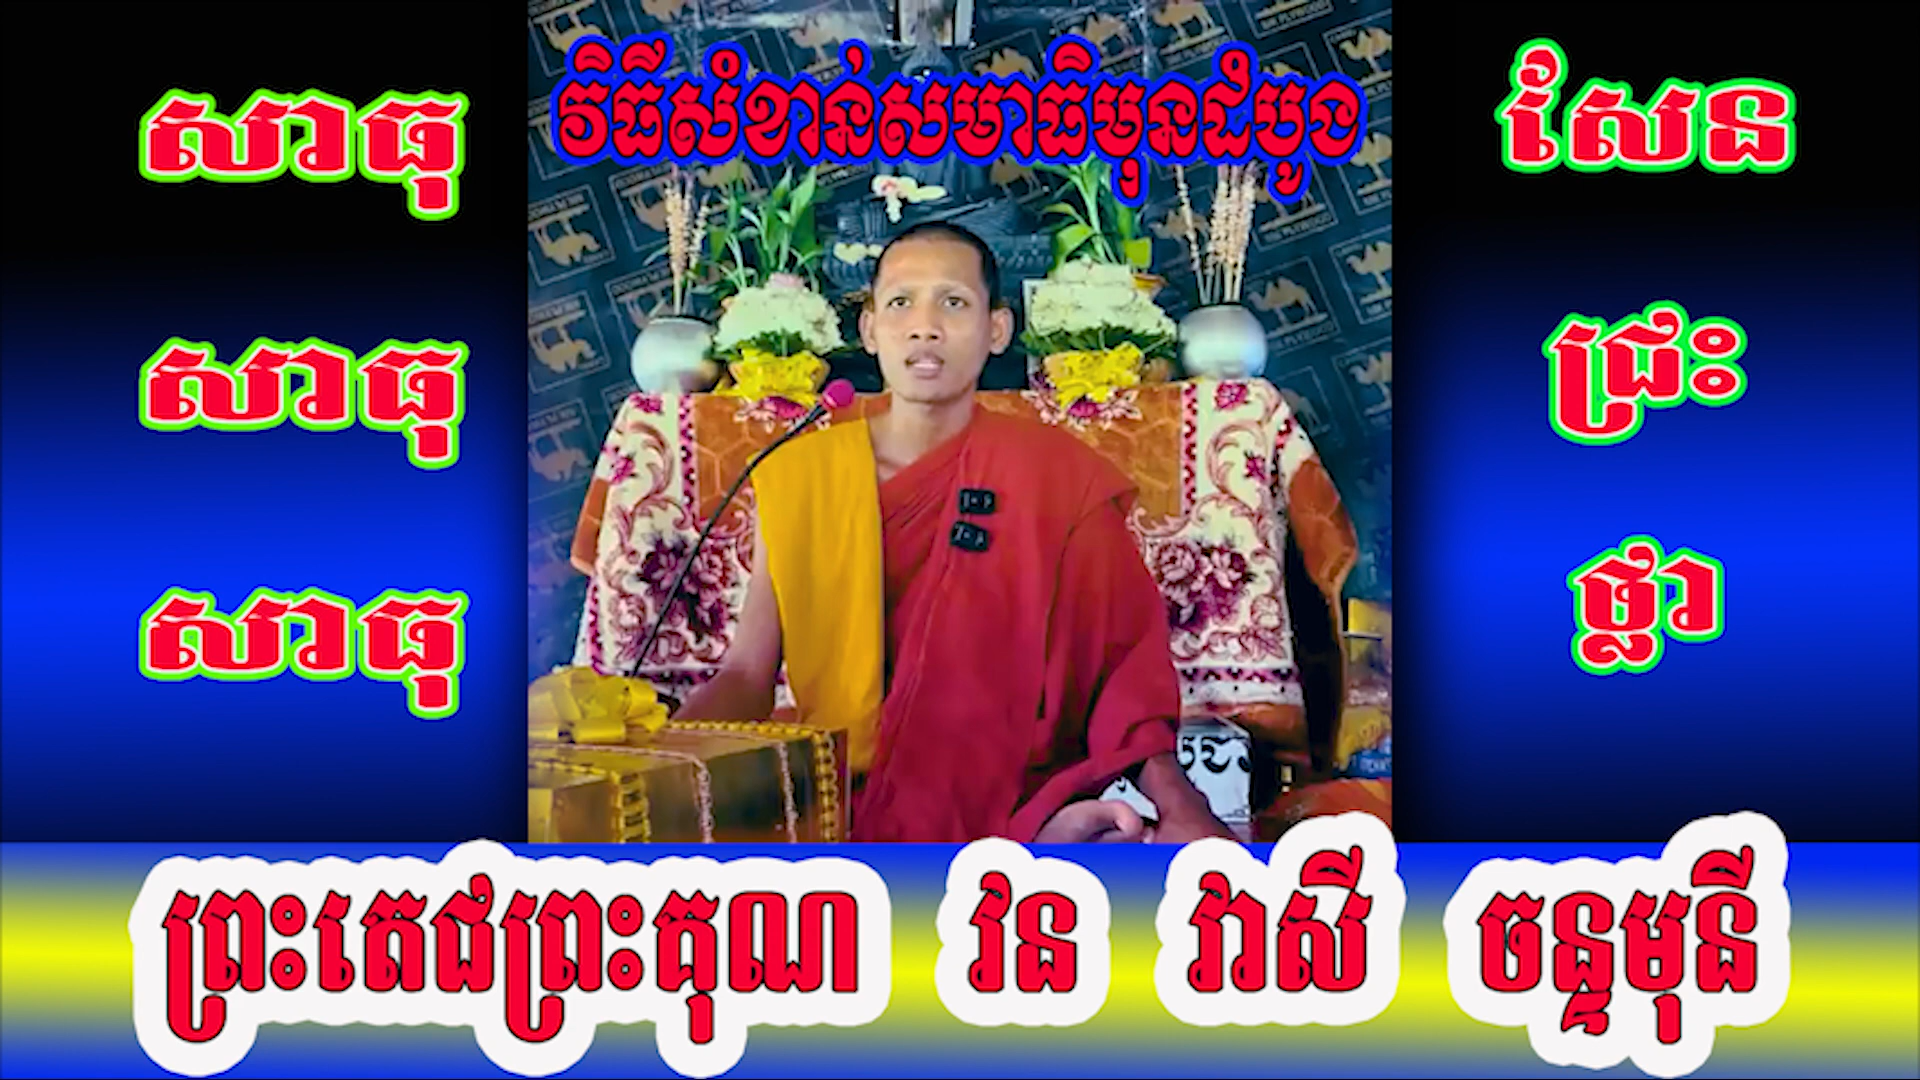 វិធីសំខាន់សមាធិមុនដំបូង
សាធុ
សាធុ
សាធុ
សែន
ជ្រះ
ថ្លា
ព្រះតេជព្រះគុណ វន វាសី ចន្ទមុនី